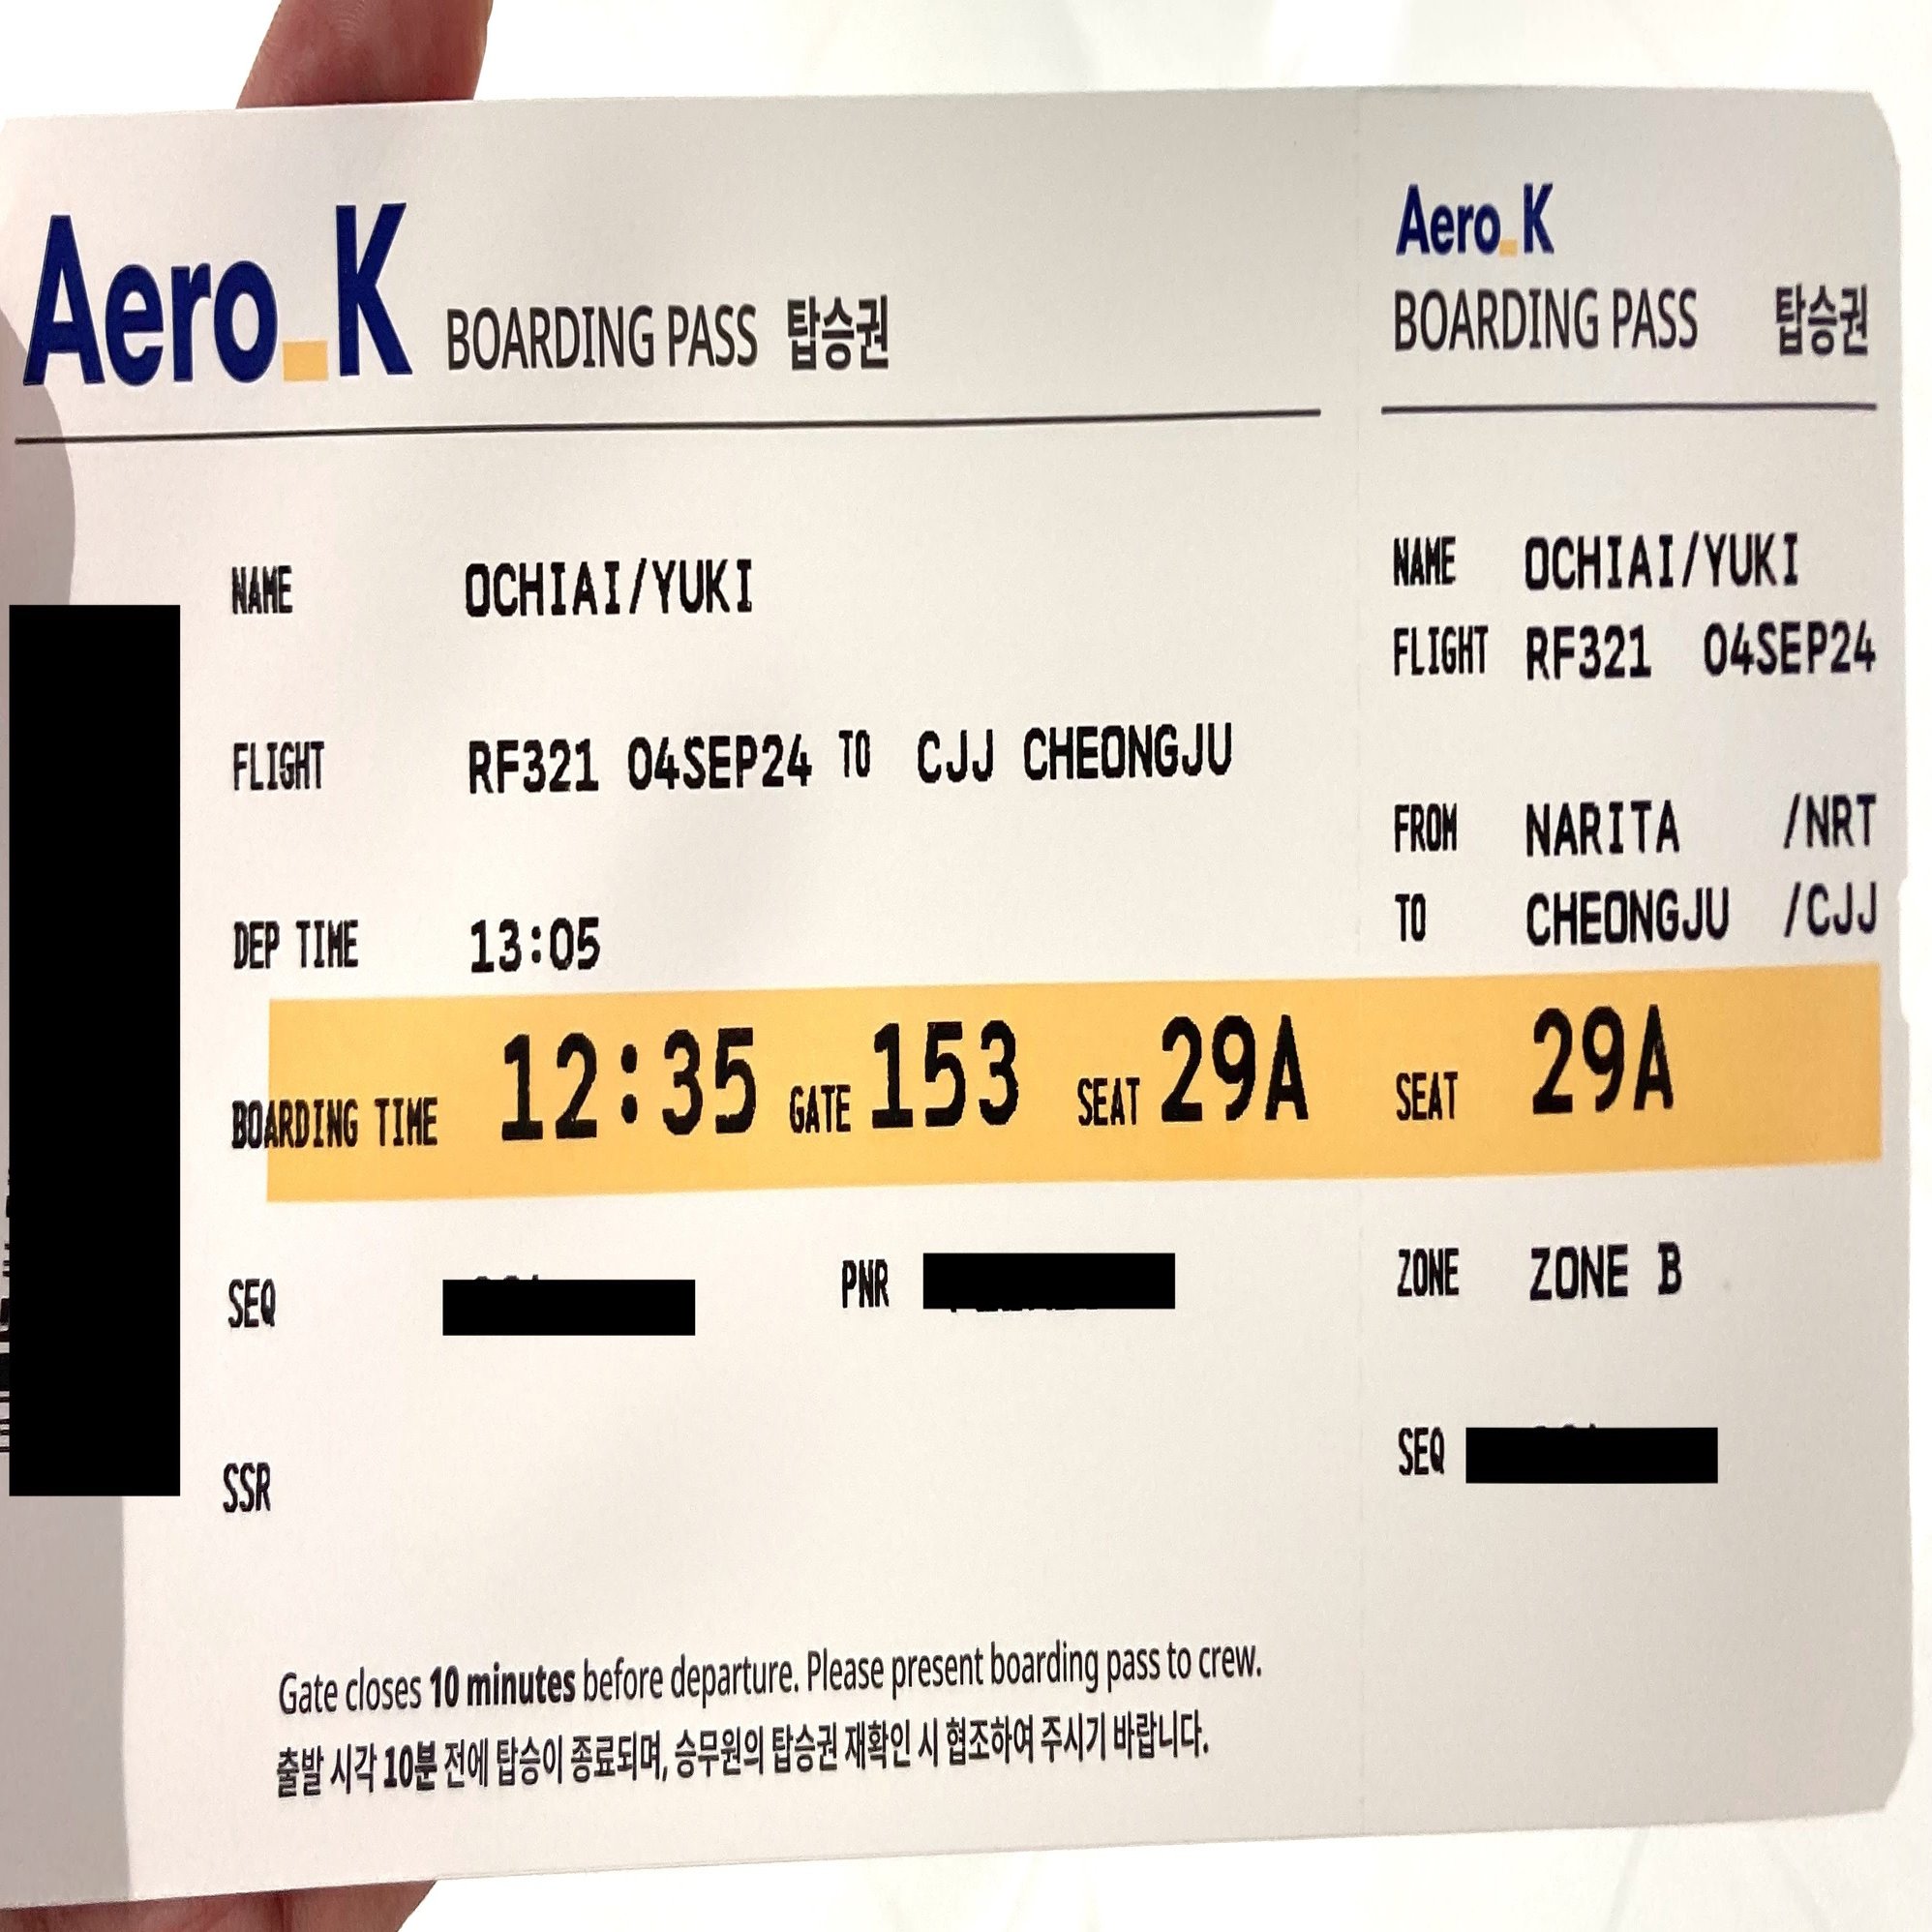 Aero_K BOARDING PASS 탑승권
NAME OCHIAI/YUKI
FLIGHT RF321 04SEP24 TO CJJ CHEONGJU
DEP TIME 13:05
BOARDING TIME 12:35 GATE 153 SEAT 29A
SEQ PNR
SSR
Gate closes 10 minutes before departure. Please present boarding pass to crew.
출발 시각 10분 전에 탑승이 종료되며, 승무원의 탑승권 재확인 시 협조하여 주시기 바랍니다.
Aero_K
BOARDING PASS 탑승권
NAME OCHIAI/YUKI
FLIGHT RF321 04SEP24
FROM NARITA /NRT
TO CHEONGJU /CJJ
SEAT 29A
ZONE ZONE B
SEQ